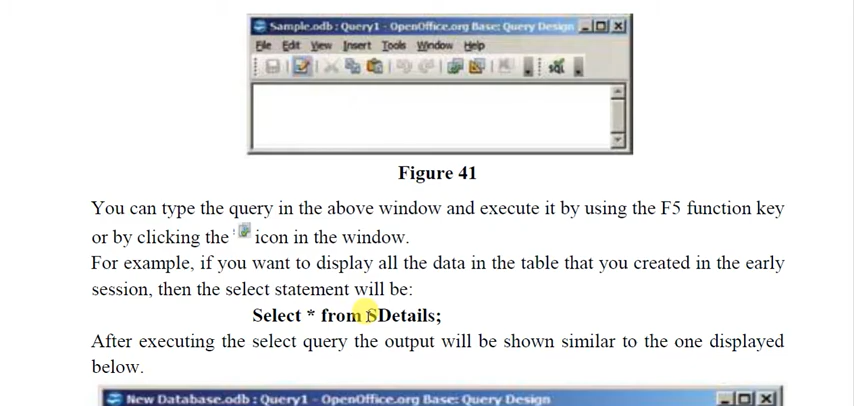 Sample.odb : Query1 - OpenOffice.org Base: Query Design
File Edit View Insert Tools Window Help
SQL
Figure 41
You can type the query in the above window and execute it by using the F5 function key
or by clicking the icon in the window.
For example, if you want to display all the data in the table that you created in the early
session, then the select statement will be:
Select * from SDetails;
After executing the select query the output will be shown similar to the one displayed
below.
New Database.odb : Query1 - OpenOffice.org Base: Query Design